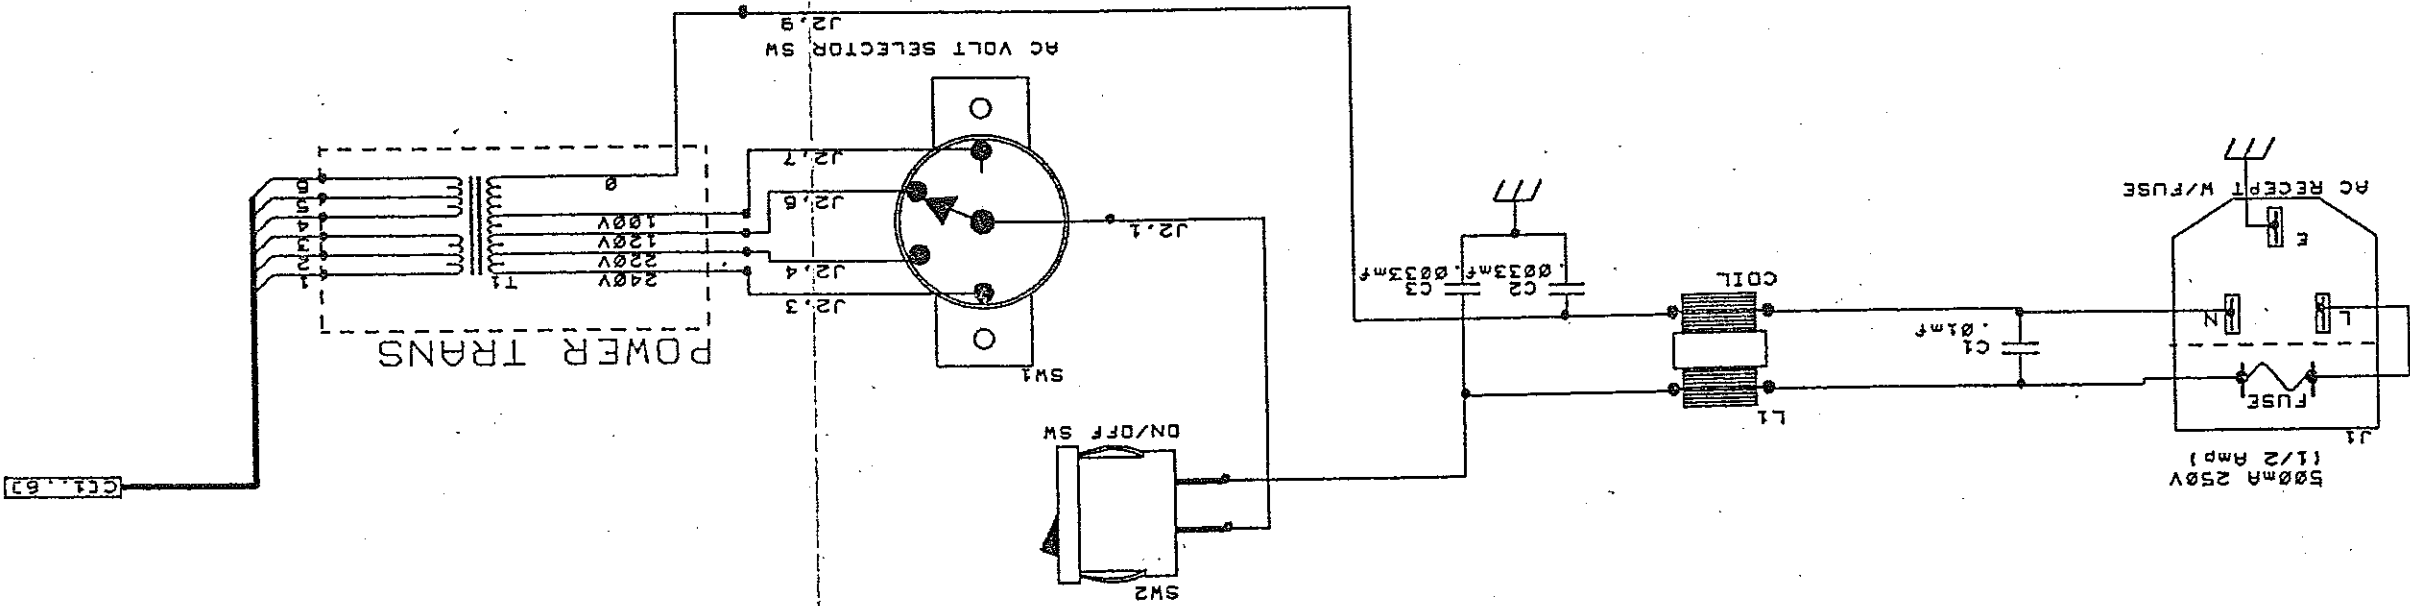 500mA 250V
(1/2 Amp)
J1
FUSE
L
N
E
AC RECEPT W/FUSE
C1
.01mf
L1
COIL
C2
.0033mf
C3
.0033mf
SW2
ON/OFF SW
J2,1
SW1
J2,3
J2,4
J2,6
J2,7
AC VOLT SELECTOR SW
J2,9
POWER TRANS
T1
240V
220V
120V
100V
0
1
2
3
4
5
6
C[1..6]